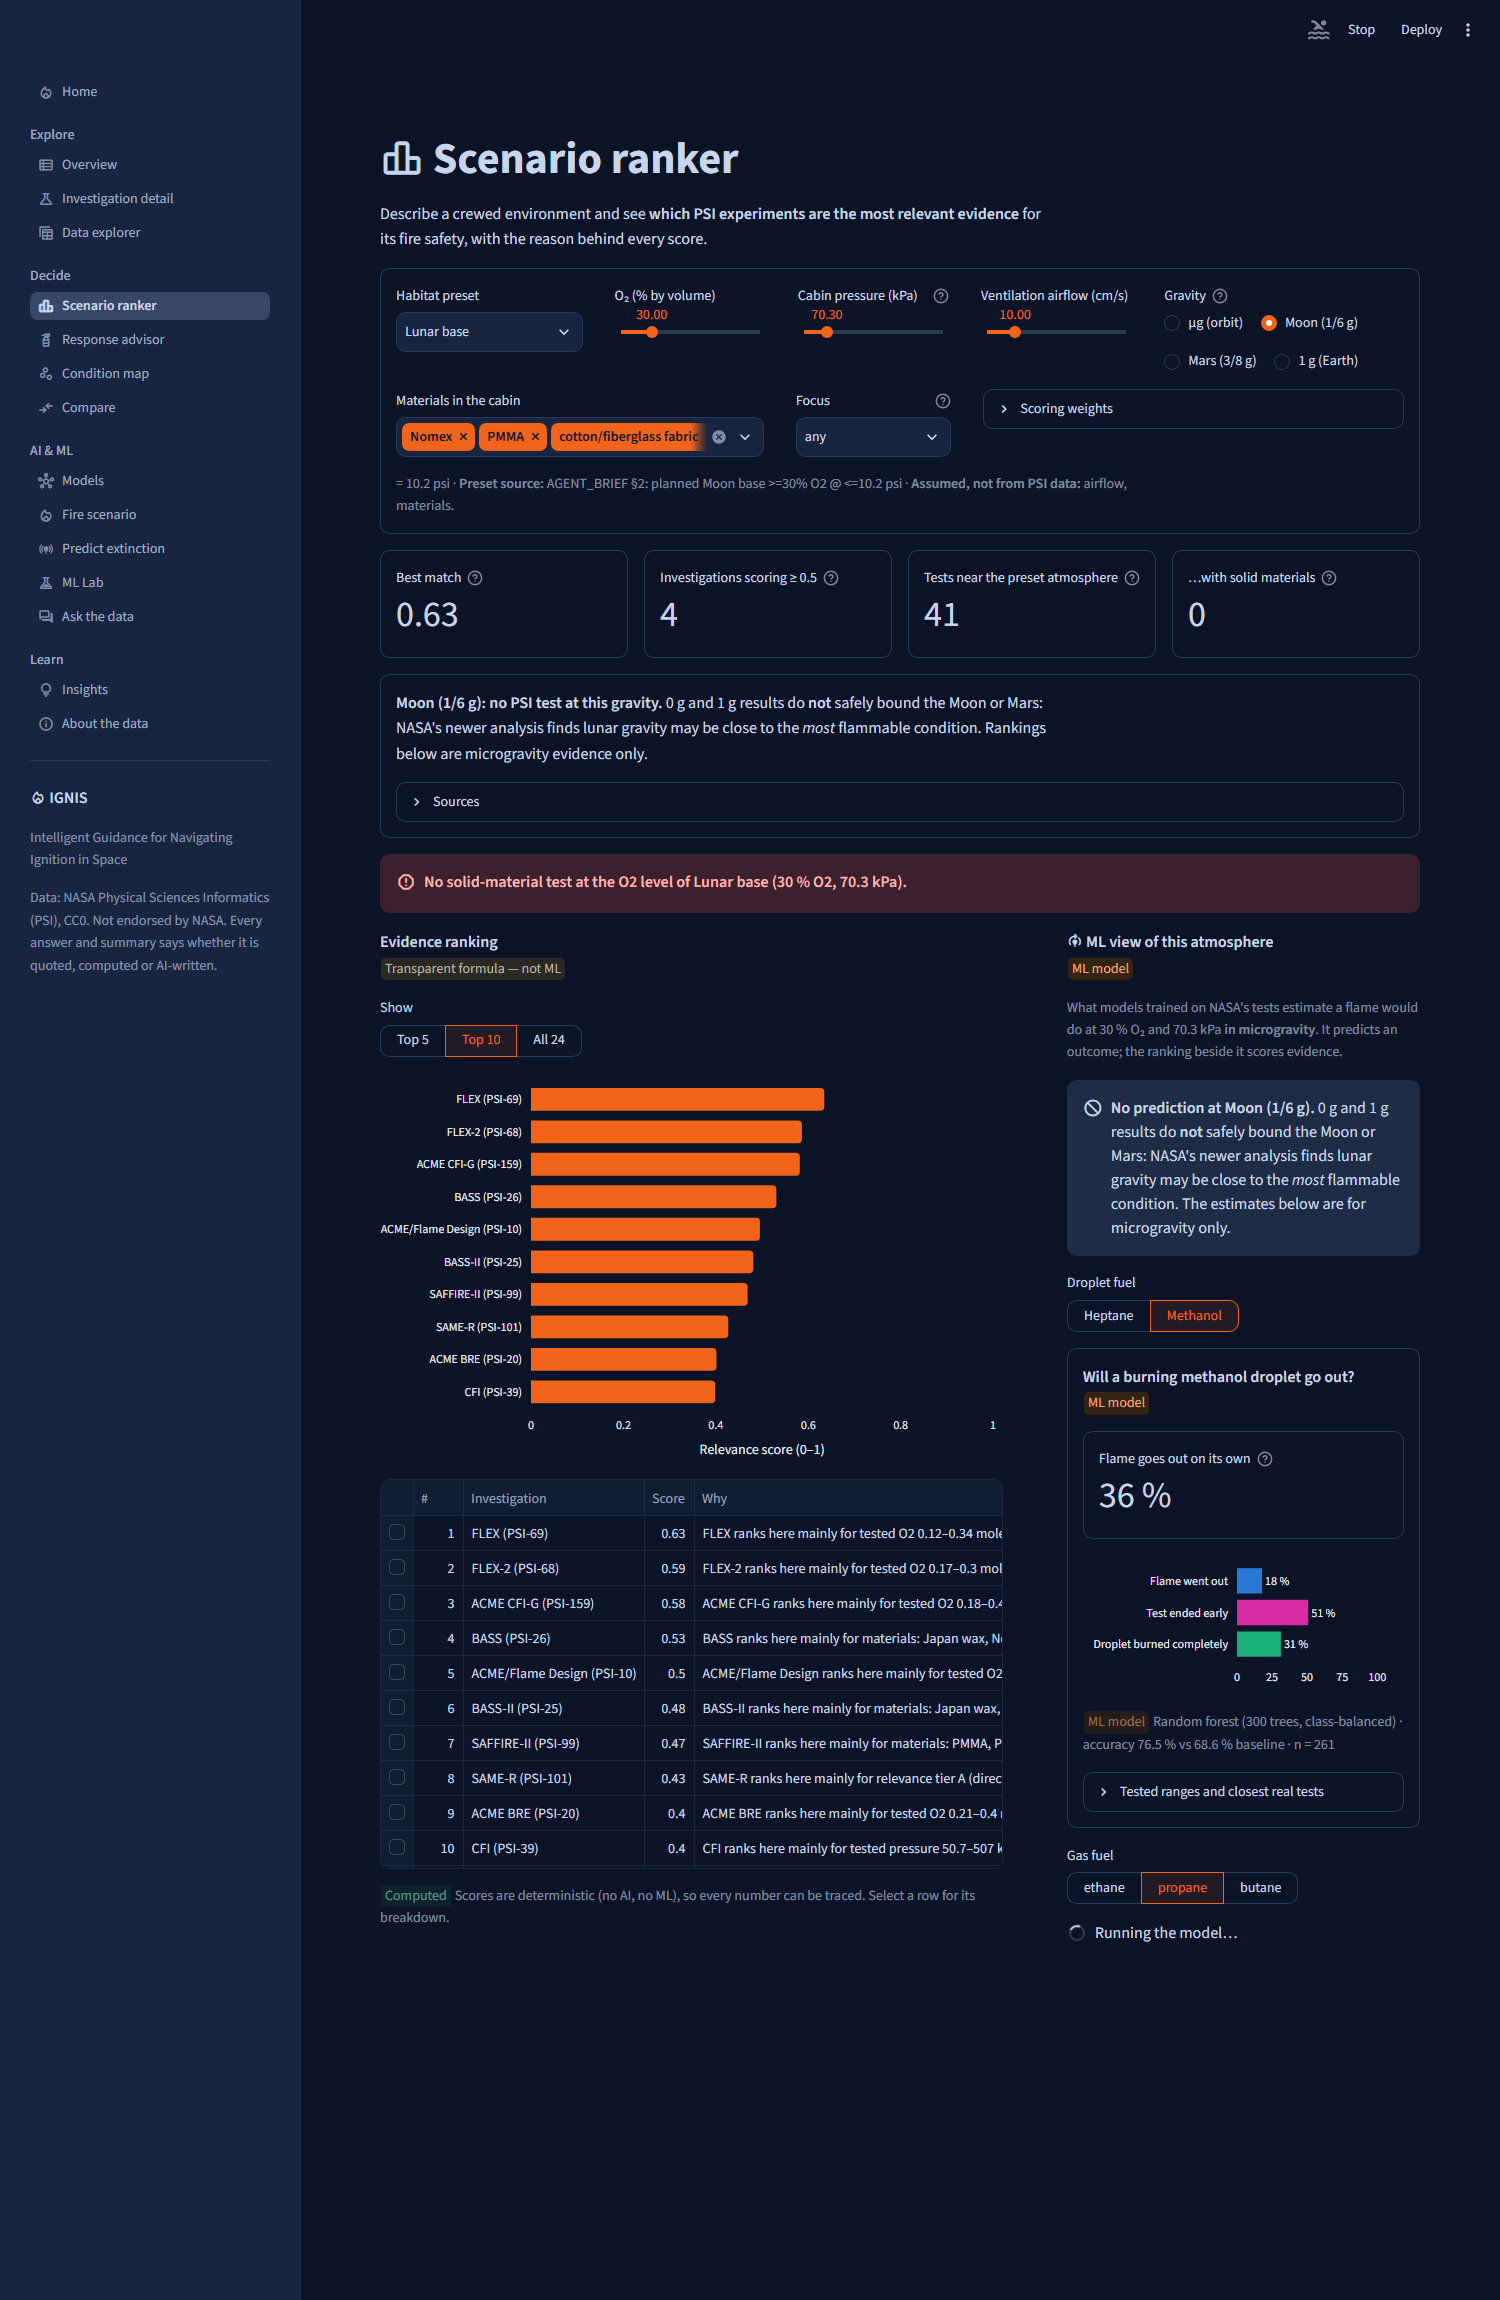 Stop
Deploy
Home
Explore
Overview
Investigation detail
Data explorer
Decide
Scenario ranker
Response advisor
Condition map
Compare
AI & ML
Models
Fire scenario
Predict extinction
ML Lab
Ask the data
Learn
Insights
About the data
IGNIS
Intelligent Guidance for Navigating
Ignition in Space
Data: NASA Physical Sciences Informatics
(PSI), CC0. Not endorsed by NASA. Every
answer and summary says whether it is
quoted, computed or AI-written.
Scenario ranker
Describe a crewed environment and see which PSI experiments are the most relevant evidence for
its fire safety, with the reason behind every score.
Habitat preset
Lunar base
O₂ (% by volume)
30.00
Cabin pressure (kPa)
70.30
Ventilation airflow (cm/s)
10.00
Gravity
µg (orbit)
Moon (1/6 g)
Mars (3/8 g)
1 g (Earth)
Materials in the cabin
Nomex
PMMA
cotton/fiberglass fabric
Focus
any
Scoring weights
= 10.2 psi · Preset source: AGENT_BRIEF §2: planned Moon base >=30% O2 @ <=10.2 psi · Assumed, not from PSI data: airflow,
materials.
Best match
0.63
Investigations scoring ≥ 0.5
4
Tests near the preset atmosphere
41
…with solid materials
0
Moon (1/6 g): no PSI test at this gravity. 0 g and 1 g results do not safely bound the Moon or Mars:
NASA's newer analysis finds lunar gravity may be close to the most flammable condition. Rankings
below are microgravity evidence only.
Sources
No solid-material test at the O2 level of Lunar base (30 % O2, 70.3 kPa).
Evidence ranking
Transparent formula — not ML
Show
Top 5
Top 10
All 24
FLEX (PSI-69)
FLEX-2 (PSI-68)
ACME CFI-G (PSI-159)
BASS (PSI-26)
ACME/Flame Design (PSI-10)
BASS-II (PSI-25)
SAFFIRE-II (PSI-99)
SAME-R (PSI-101)
ACME BRE (PSI-20)
CFI (PSI-39)
0 0.2 0.4 0.6 0.8 1
Relevance score (0–1)
# Investigation Score Why
1 FLEX (PSI-69) 0.63 FLEX ranks here mainly for tested O2 0.12–0.34 mole
2 FLEX-2 (PSI-68) 0.59 FLEX-2 ranks here mainly for tested O2 0.17–0.3 mol
3 ACME CFI-G (PSI-159) 0.58 ACME CFI-G ranks here mainly for tested O2 0.18–0.4
4 BASS (PSI-26) 0.53 BASS ranks here mainly for materials: Japan wax, No
5 ACME/Flame Design (PSI-10) 0.5 ACME/Flame Design ranks here mainly for tested O2
6 BASS-II (PSI-25) 0.48 BASS-II ranks here mainly for materials: Japan wax,
7 SAFFIRE-II (PSI-99) 0.47 SAFFIRE-II ranks here mainly for materials: PMMA, P
8 SAME-R (PSI-101) 0.43 SAME-R ranks here mainly for relevance tier A (direc
9 ACME BRE (PSI-20) 0.4 ACME BRE ranks here mainly for tested O2 0.21–0.4
10 CFI (PSI-39) 0.4 CFI ranks here mainly for tested pressure 50.7–507 k
Computed Scores are deterministic (no AI, no ML), so every number can be traced. Select a row for its
breakdown.
ML view of this atmosphere
ML model
What models trained on NASA's tests estimate a flame would
do at 30 % O₂ and 70.3 kPa in microgravity. It predicts an
outcome; the ranking beside it scores evidence.
No prediction at Moon (1/6 g). 0 g and 1 g
results do not safely bound the Moon or
Mars: NASA's newer analysis finds lunar
gravity may be close to the most flammable
condition. The estimates below are for
microgravity only.
Droplet fuel
Heptane
Methanol
Will a burning methanol droplet go out?
ML model
Flame goes out on its own
36 %
Flame went out 18 %
Test ended early 51 %
Droplet burned completely 31 %
0 25 50 75 100
ML model Random forest (300 trees, class-balanced) ·
accuracy 76.5 % vs 68.6 % baseline · n = 261
Tested ranges and closest real tests
Gas fuel
ethane
propane
butane
Running the model…